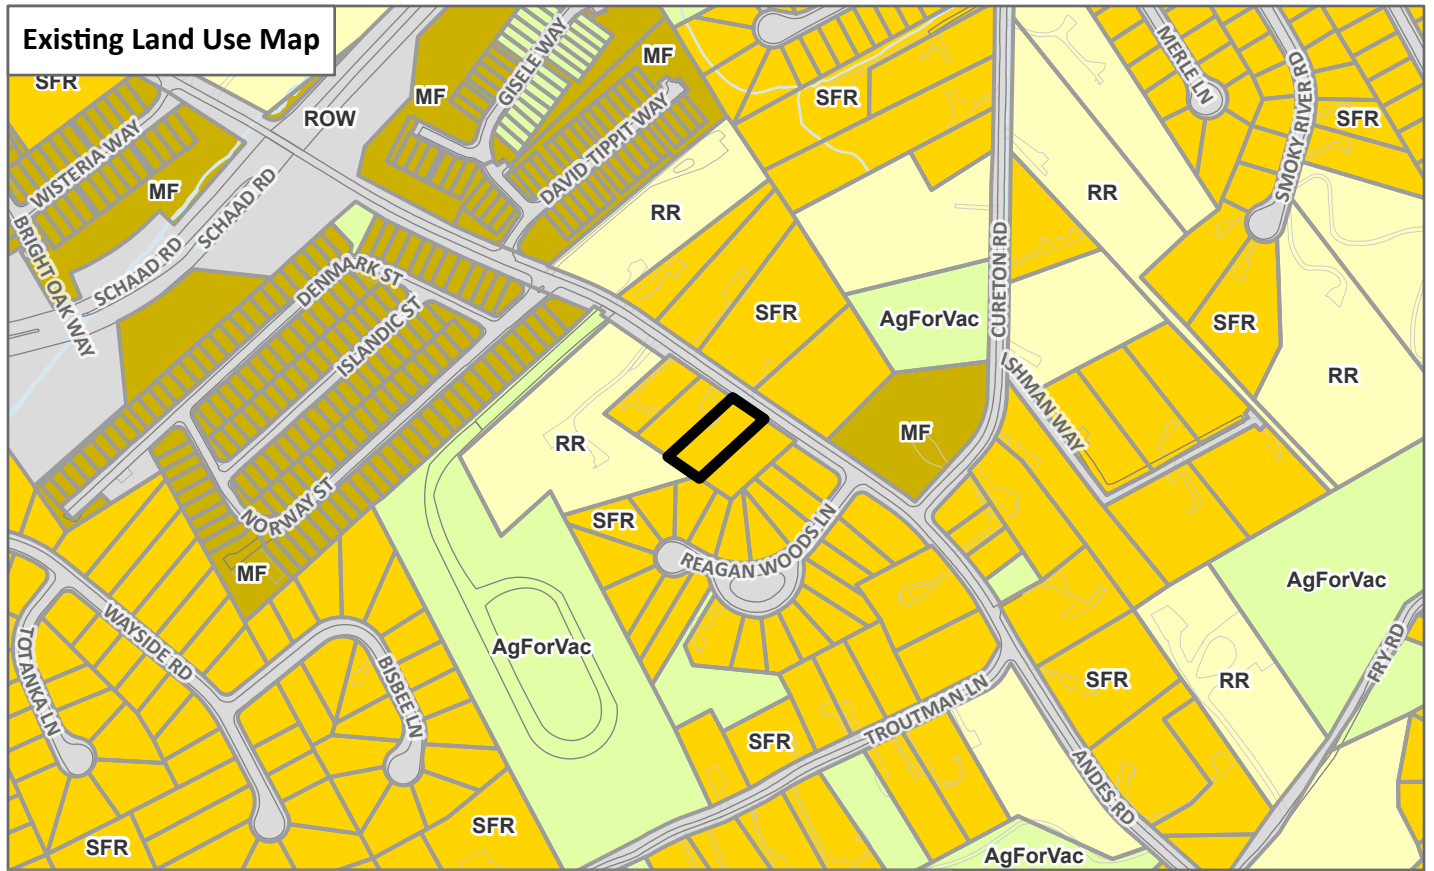 Existing Land Use Map
SFR
MF
MF
ROW
GISELE WAY
DAVID TIPPIT WAY
WISTERIA WAY
MF
SCHAAD RD
SCHAAD RD
BRIGHT OAK WAY
DENMARK ST
ISLANDIC ST
NORWAY ST
MF
RR
SFR
SFR
AgForVac
CURETON RD
MERLE LN
SMOKY RIVER RD
SFR
RR
SFR
RR
ISHMAN WAY
MF
RR
SFR
REAGAN WOODS LN
AgForVac
WAYSIDE RD
TOTANKA LN
BISBEE LN
SFR
SFR
SFR
TROUTMAN LN
SFR
RR
AgForVac
FRY RD
ANDES RD
AgForVac